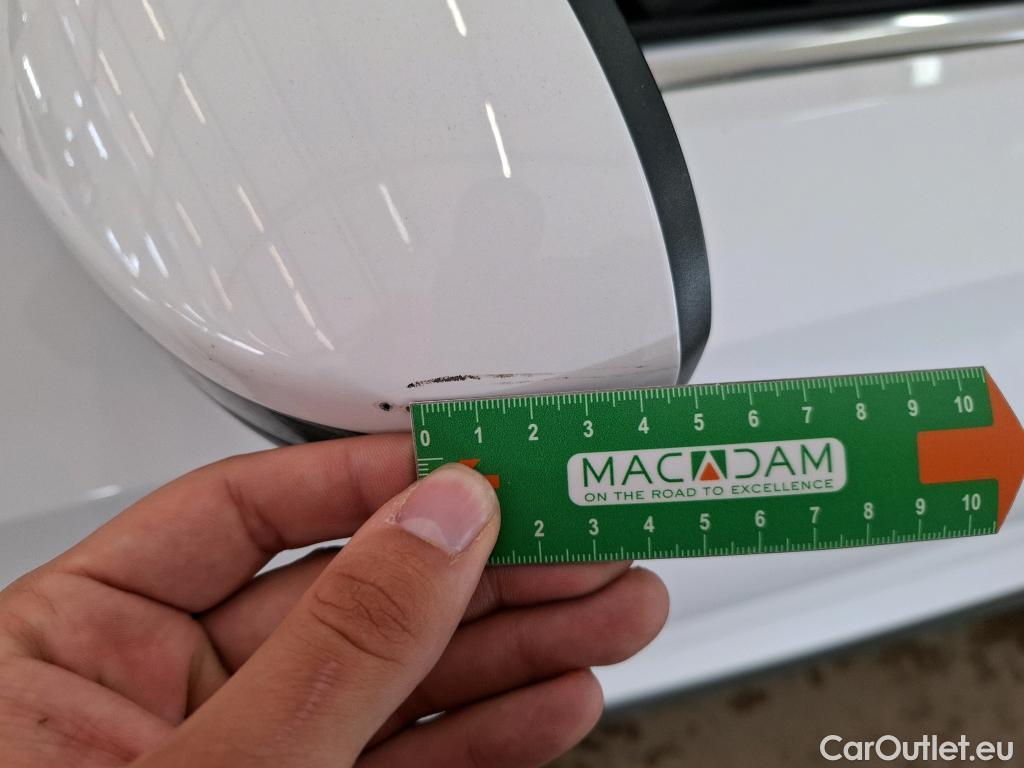 0 1 2 3 4 5 6 7 8 9 10
MACADAM
ON THE ROAD TO EXCELLENCE
2 3 4 5 6 7 8 9 10
CarOutlet.eu